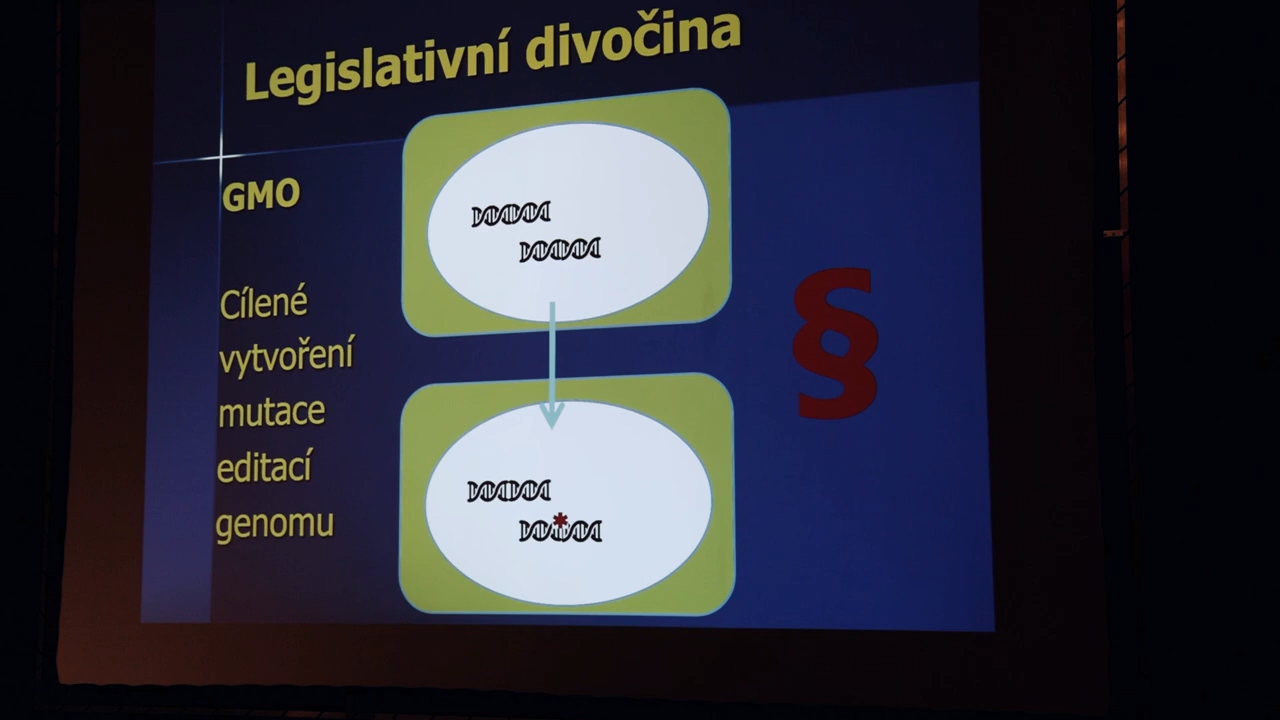 Legislativní divočina
GMO
Cílené
vytvoření
mutace
editací
genomu
§